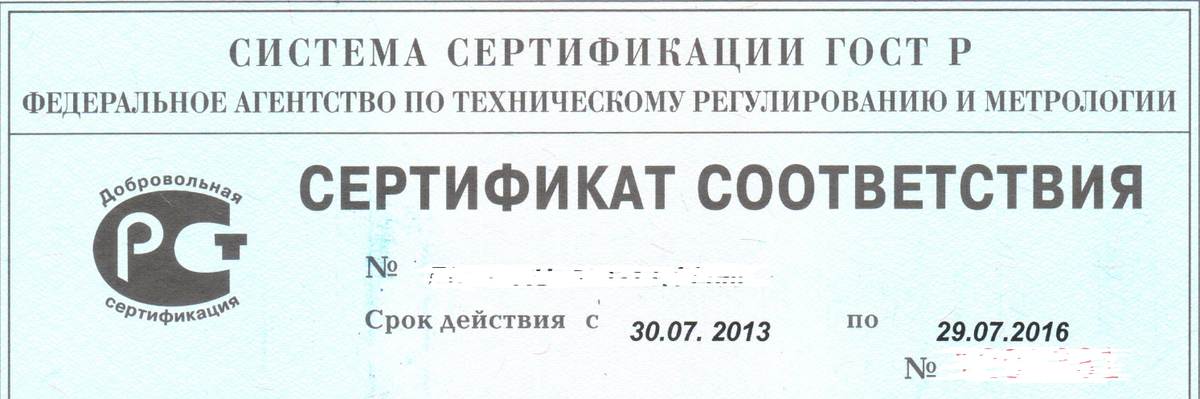 СИСТЕМА СЕРТИФИКАЦИИ ГОСТ Р
ФЕДЕРАЛЬНОЕ АГЕНТСТВО ПО ТЕХНИЧЕСКОМУ РЕГУЛИРОВАНИЮ И МЕТРОЛОГИИ
Добровольная
РСТ
сертификация
СЕРТИФИКАТ СООТВЕТСТВИЯ
№
Срок действия с 30.07. 2013 по 29.07.2016
№